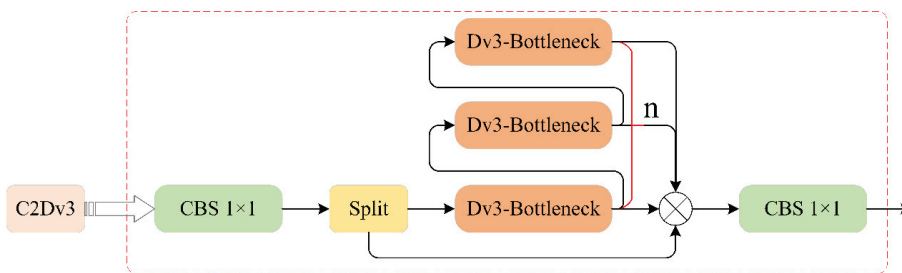 Dv3-Bottleneck
Dv3-Bottleneck
n
C2Dv3
CBS 1×1
Split
Dv3-Bottleneck
CBS 1×1